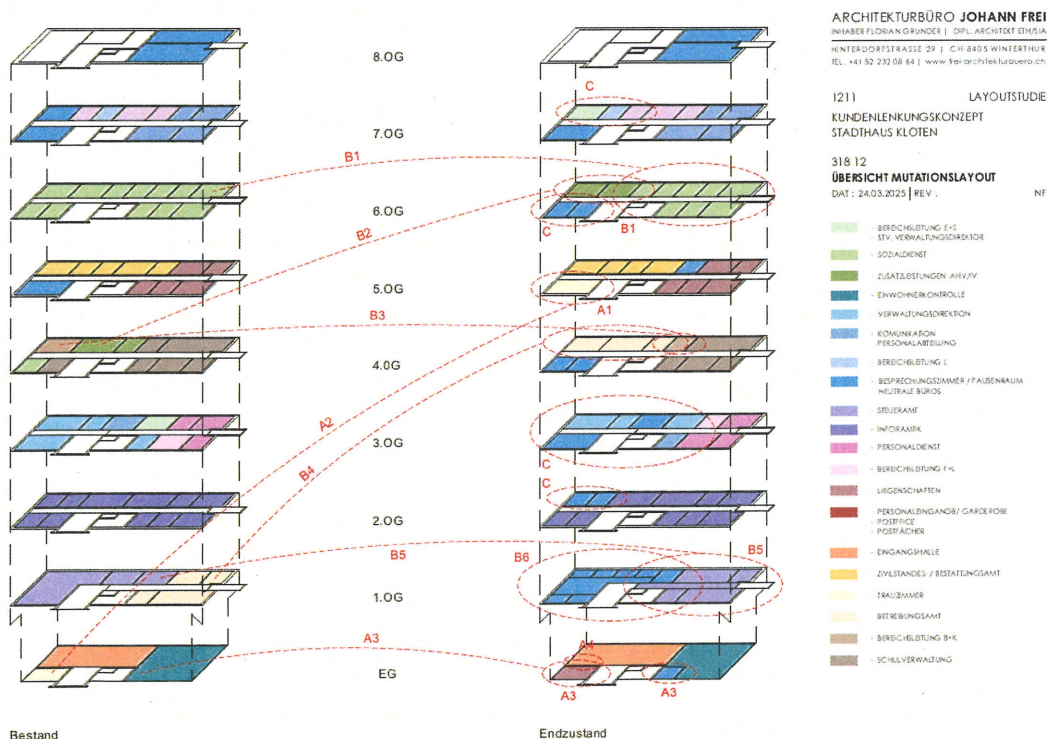 ARCHITEKTURBÜRO JOHANN FREI
INHABER FLORIAN GRUNDER | DIPL. ARCHITEKT ETH/SIA
HINTERDORFSTRASSE 29 | CH-8405 WINTERTHUR
TEL. +41 52 232 08 64 | www.frei-architekturbuero.ch
1211 LAYOUTSTUDIE
KUNDENLENKUNGSKONZEPT
STADTHAUS KLOTEN
318 12
ÜBERSICHT MUTATIONSLAYOUT
DAT : 24.03.2025 | REV : NF
- BEREICHSLEITUNG E+S
STV. VERWALTUNGSDIREKTOR
- SOZIALDIENST
- ZUSATZLEISTUNGEN AHV/IV
- EINWOHNERKONTROLLE
- VERWALTUNGSDIREKTION
- KOMUNIKAION
PERSONALABTEILUNG
- BEREICHSLEITUNG L
- BESPRECHUNGSZIMMER / PAUSENRAUM
NEUTRALE BÜROS
- STEUERAMT
- INFORAMTIK
- PERSONALDIENST
- BEREICHSLEITUNG F+L
- LIEGENSCHAFTEN
- PERSONALEINGANGB/ GARDEROBE
- POSTFFICE
- POSTFÄCHER
- EINGANGSHALLE
- ZIVILSTANDES / BESTATTUNGSAMT
- TRAUZIMMER
- BETREIBUNGSAMT
- BEREICHSLEITUNG B+K
- SCHULVERWALTUNG
8.OG
C
7.OG
B1
6.OG
C
B1
B2
5.OG
A1
B3
4.OG
A2
B4
3.OG
C
C
2.OG
B5
B6
B5
1.OG
A3
A4
EG
A3
A3
Bestand
Endzustand